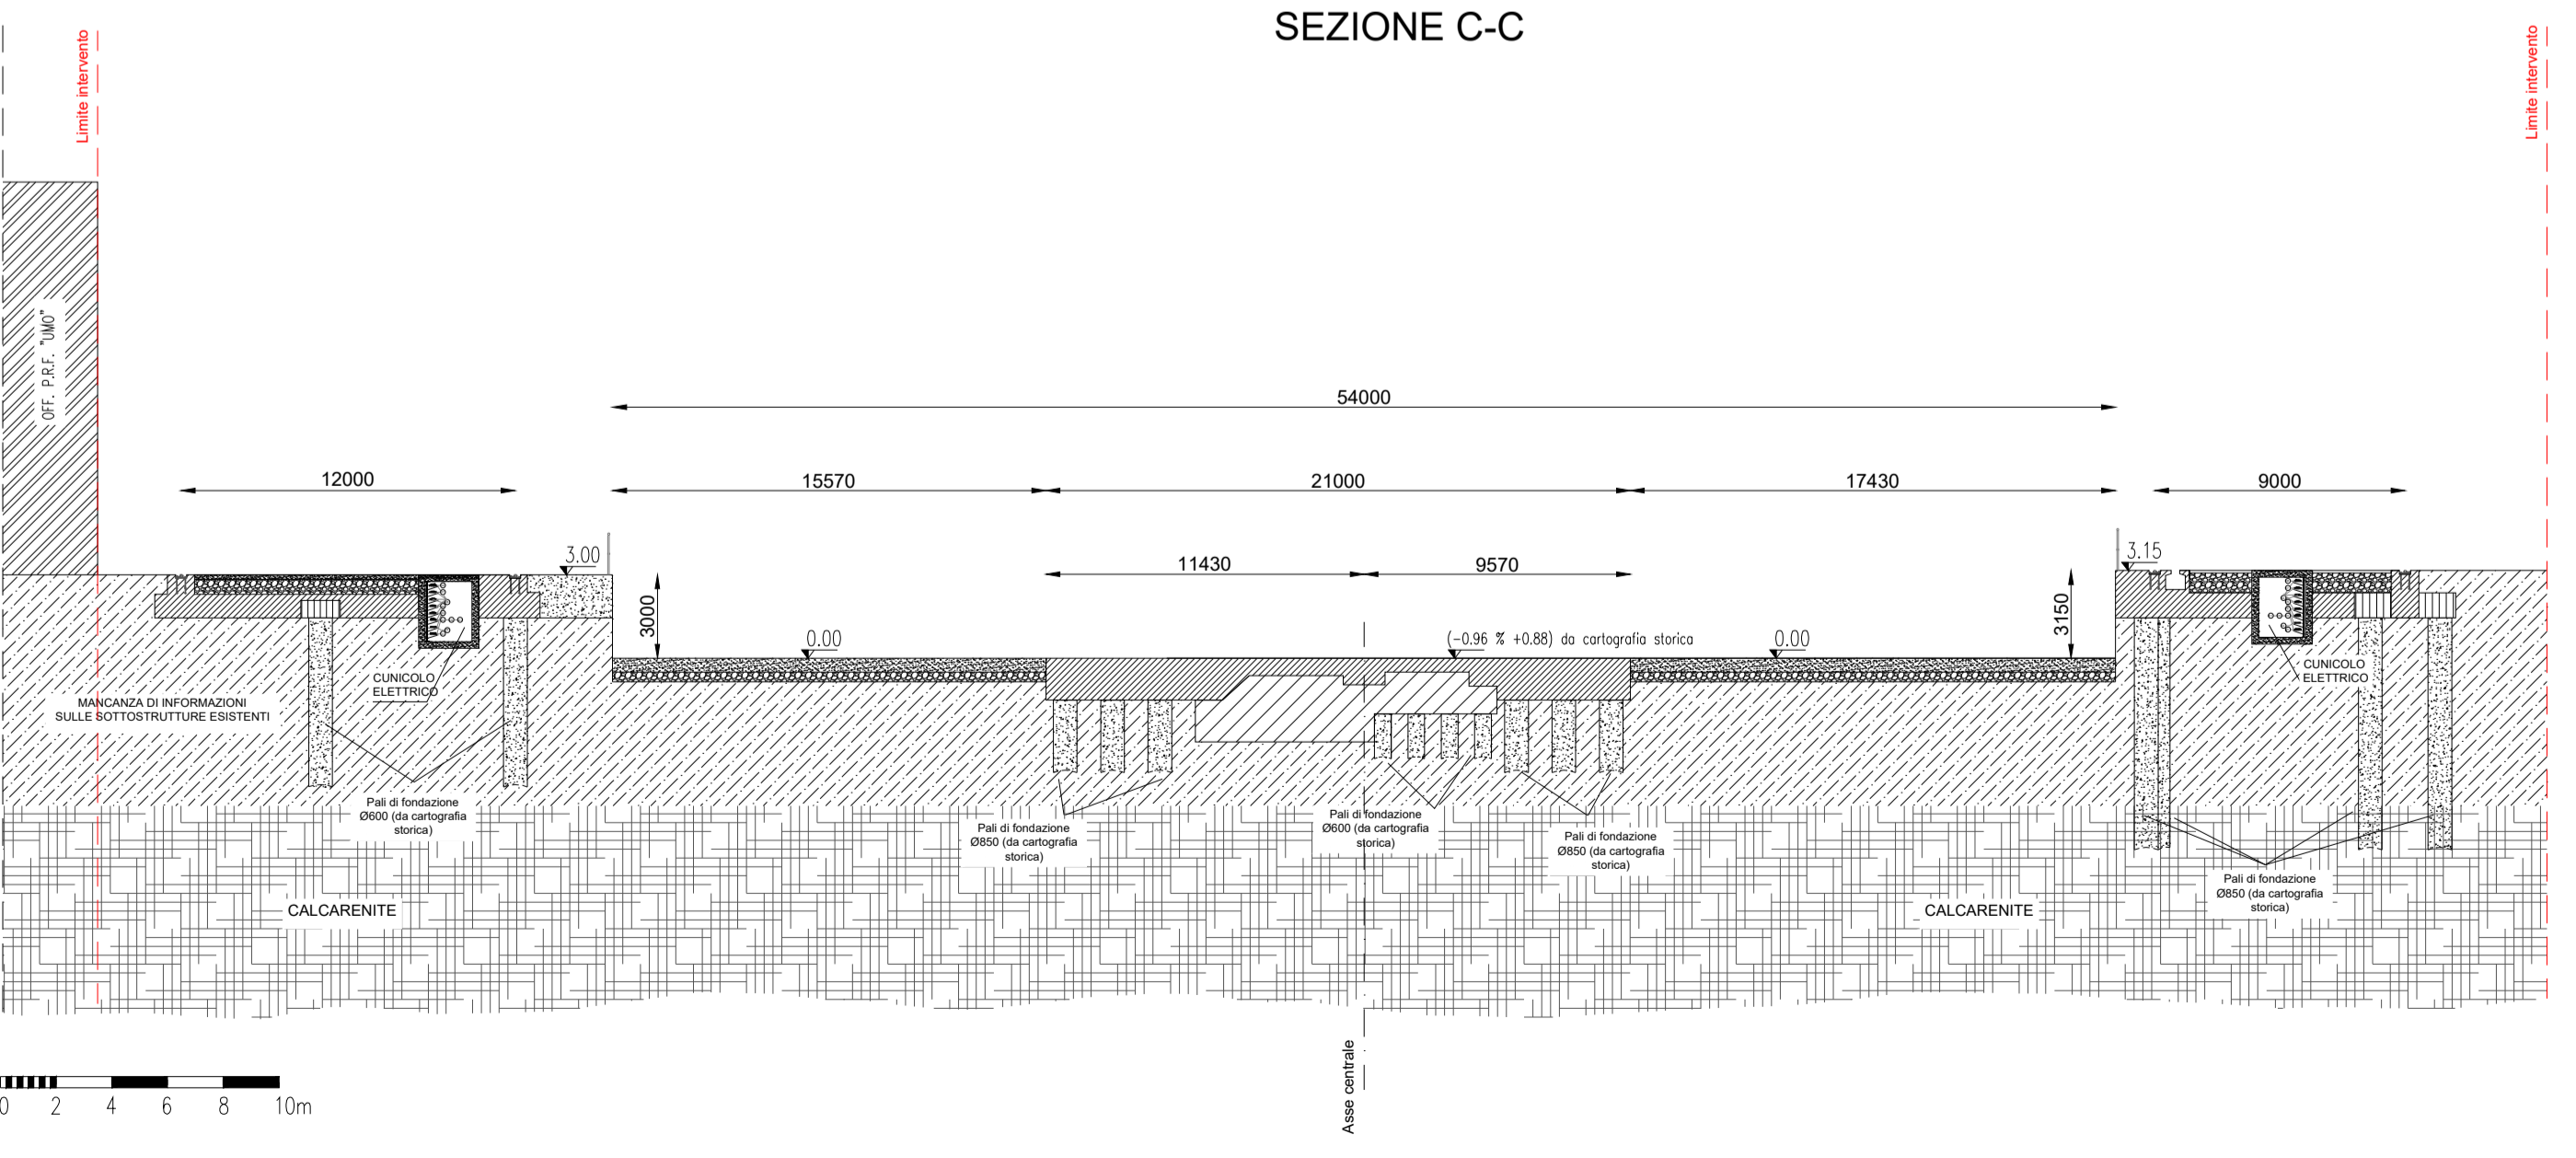 SEZIONE C-C
Limite intervento
Limite intervento
OFF. P.R.F. "UMO"
54000
12000
15570
21000
17430
9000
3.00
11430
9570
3.15
3000
0.00
(-0.96 % +0.88) da cartografia storica
0.00
3150
CUNICOLO
ELETTRICO
CUNICOLO
ELETTRICO
MANCANZA DI INFORMAZIONI
SULLE SOTTOSTRUTTURE ESISTENTI
Pali di fondazione
Ø600 (da cartografia
storica)
Pali di fondazione
Ø850 (da cartografia
storica)
Pali di fondazione
Ø600 (da cartografia
storica)
Pali di fondazione
Ø850 (da cartografia
storica)
Pali di fondazione
Ø850 (da cartografia
storica)
CALCARENITE
CALCARENITE
Asse centrale
0 2 4 6 8 10m